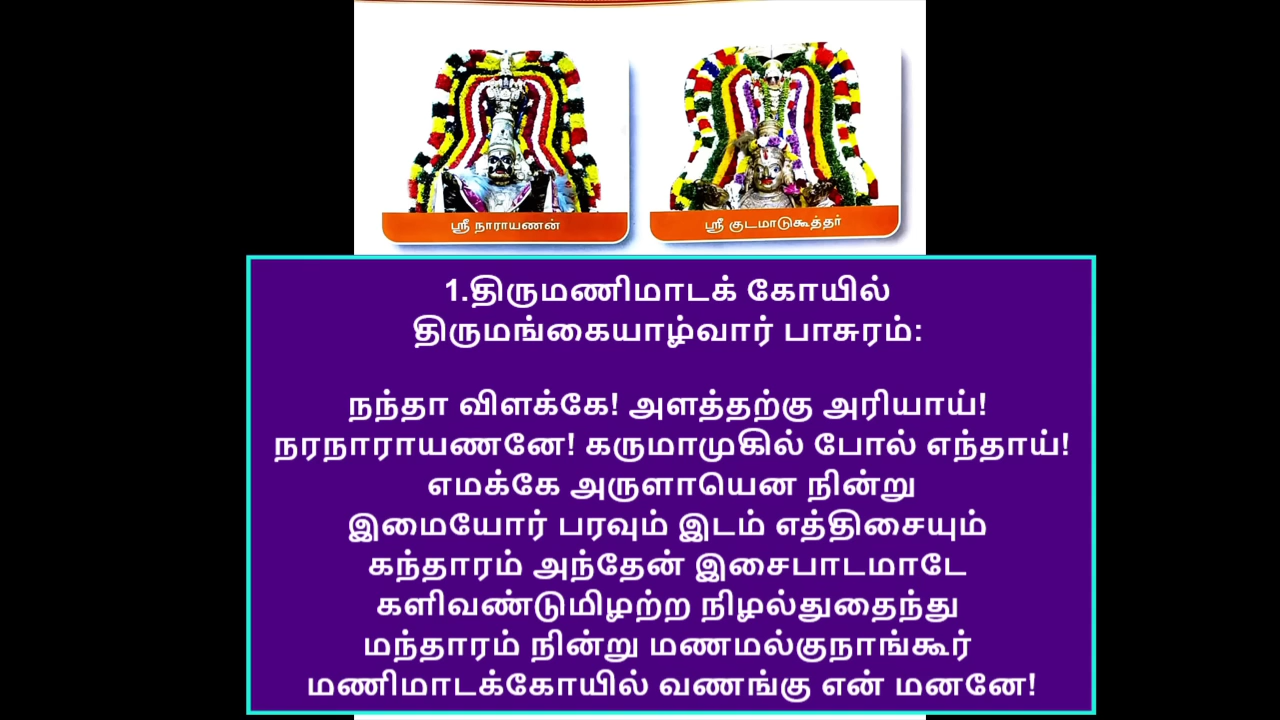 ஸ்ரீ நாராயணன்
ஸ்ரீ குடமாடுகூத்தர்
1.திருமணிமாடக் கோயில்
திருமங்கையாழ்வார் பாசுரம்:
நந்தா விளக்கே! அளத்தற்கு அரியாய்!
நரநாராயணனே! கருமாமுகில் போல் எந்தாய்!
எமக்கே அருளாயென நின்று
இமையோர் பரவும் இடம் எத்திசையும்
கந்தாரம் அந்தேன் இசைபாடமாடே
களிவண்டுமிழற்ற நிழல்துதைந்து
மந்தாரம் நின்று மணமல்குநாங்கூர்
மணிமாடக்கோயில் வணங்கு என் மனனே!